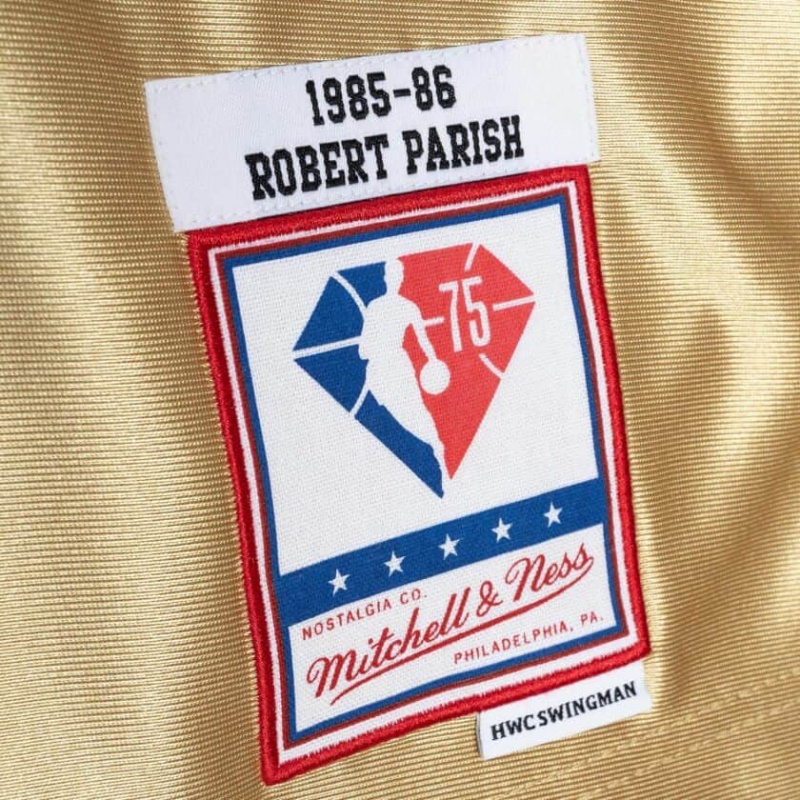 1985-86
ROBERT PARISH
75
NOSTALGIA CO.
Mitchell & Ness
PHILADELPHIA, PA.
HWC SWINGMAN